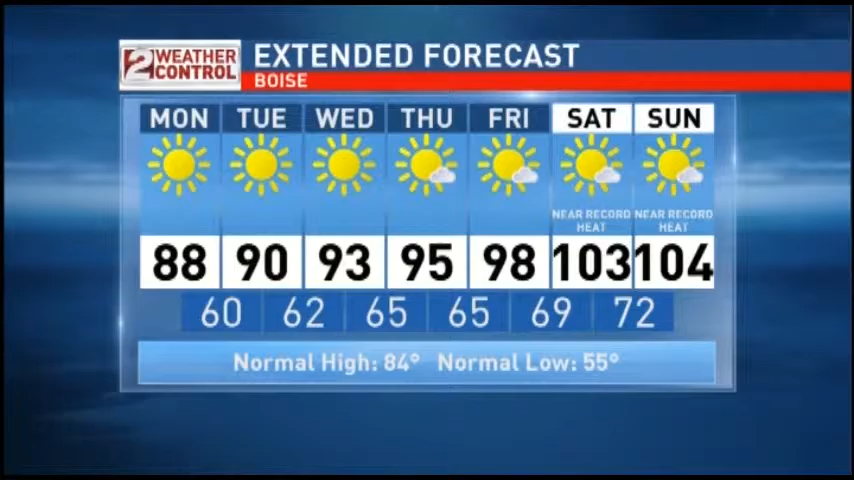 2 WEATHER CONTROL
EXTENDED FORECAST
BOISE
MON TUE WED THU FRI SAT SUN
NEAR RECORD HEAT NEAR RECORD HEAT
88 90 93 95 98 103 104
60 62 65 65 69 72
Normal High: 84° Normal Low: 55°